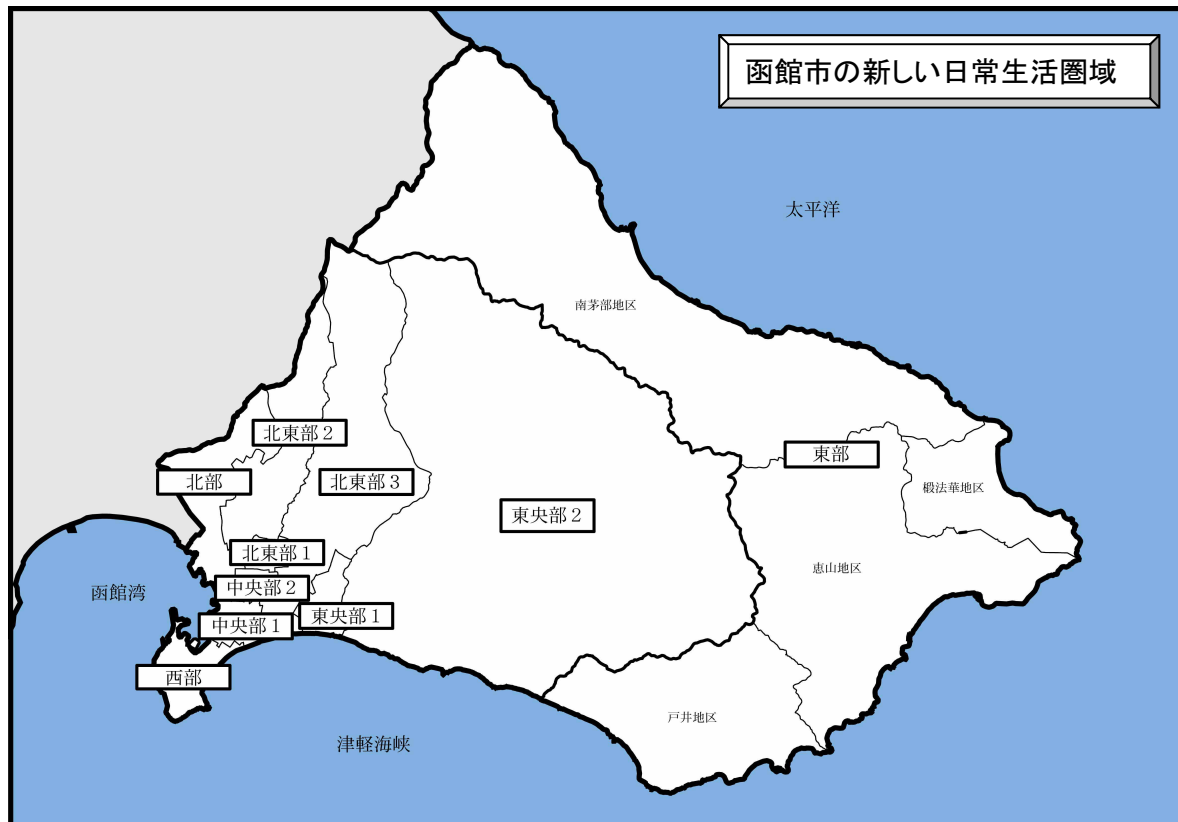 函館市の新しい日常生活圏域
太平洋
南茅部地区
北東部２
東部
北部
北東部３
椴法華地区
東央部２
北東部１
恵山地区
中央部２
函館湾
東央部１
中央部１
西部
戸井地区
津軽海峡